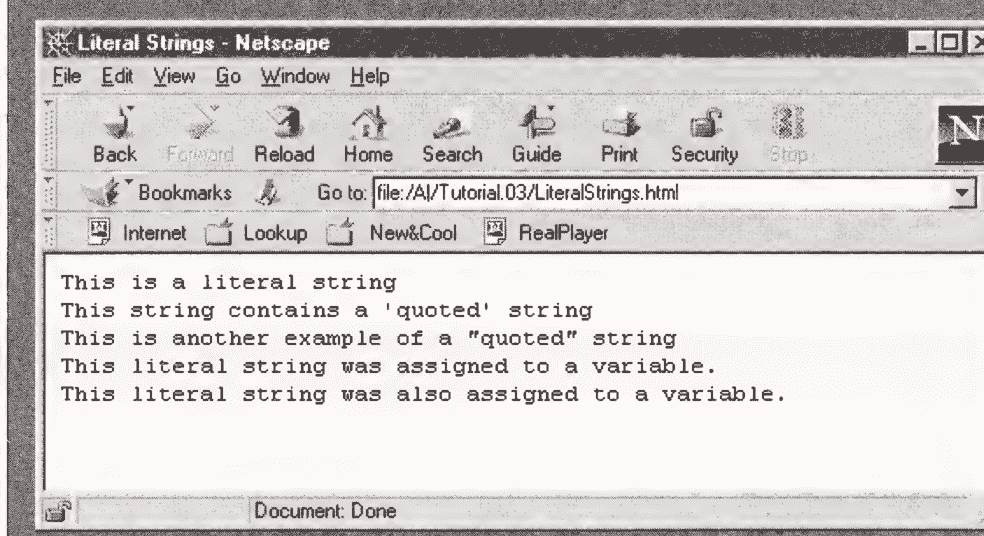 Literal Strings - Netscape
File Edit View Go Window Help
N
Back Forward Reload Home Search Guide Print Security Stop
Bookmarks Go to: file:/A|/Tutorial.03/LiteralStrings.html
Internet Lookup New&Cool RealPlayer
This is a literal string
This string contains a 'quoted' string
This is another example of a "quoted" string
This literal string was assigned to a variable.
This literal string was also assigned to a variable.
Document: Done